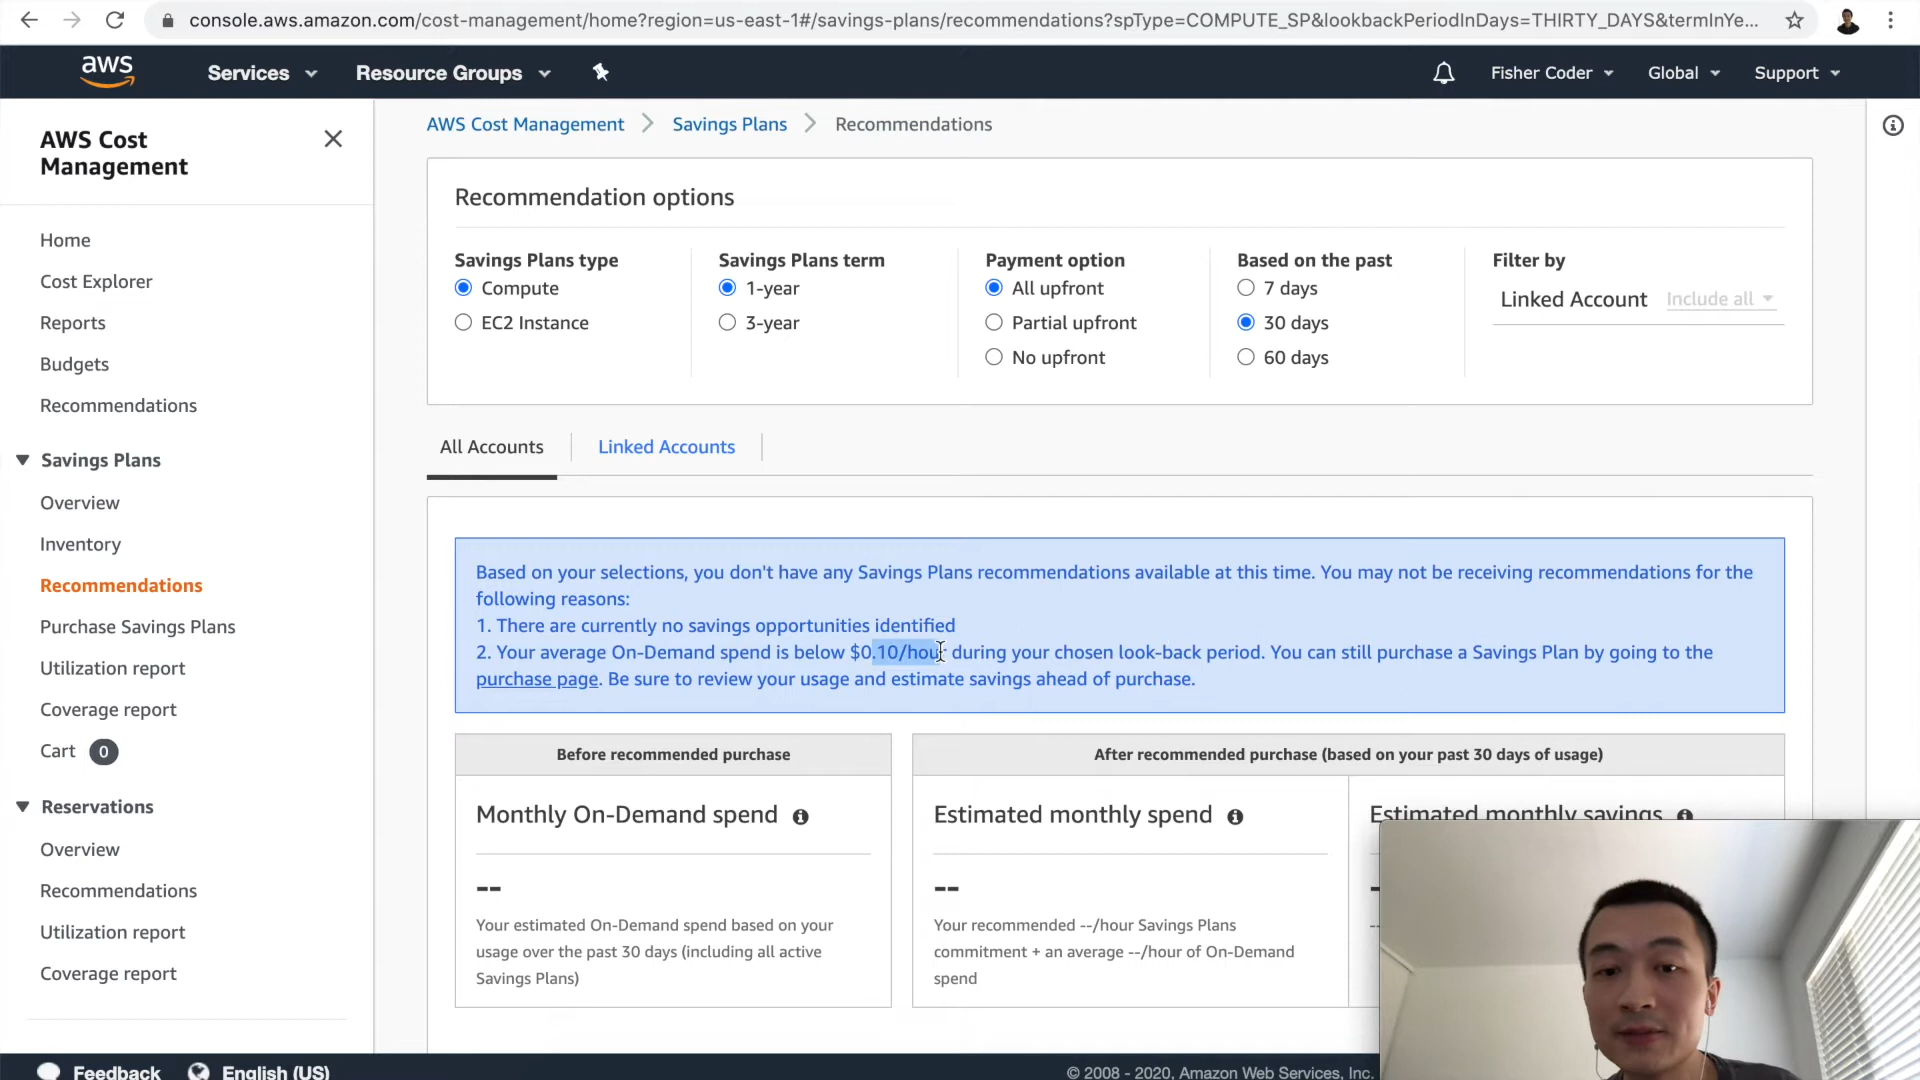 console.aws.amazon.com/cost-management/home?region=us-east-1#/savings-plans/recommendations?spType=COMPUTE_SP&lookbackPeriodInDays=THIRTY_DAYS&termInYe...
aws
Services
Resource Groups
Fisher Coder
Global
Support
AWS Cost Management
Home
Cost Explorer
Reports
Budgets
Recommendations
Savings Plans
Overview
Inventory
Recommendations
Purchase Savings Plans
Utilization report
Coverage report
Cart 0
Reservations
Overview
Recommendations
Utilization report
Coverage report
AWS Cost Management > Savings Plans > Recommendations
Recommendation options
Savings Plans type
Compute
EC2 Instance
Savings Plans term
1-year
3-year
Payment option
All upfront
Partial upfront
No upfront
Based on the past
7 days
30 days
60 days
Filter by
Linked Account Include all
All Accounts
Linked Accounts
Based on your selections, you don't have any Savings Plans recommendations available at this time. You may not be receiving recommendations for the
following reasons:
1. There are currently no savings opportunities identified
2. Your average On-Demand spend is below $0.10/hour during your chosen look-back period. You can still purchase a Savings Plan by going to the
purchase page. Be sure to review your usage and estimate savings ahead of purchase.
Before recommended purchase
Monthly On-Demand spend
--
Your estimated On-Demand spend based on your
usage over the past 30 days (including all active
Savings Plans)
After recommended purchase (based on your past 30 days of usage)
Estimated monthly spend
--
Your recommended --/hour Savings Plans
commitment + an average --/hour of On-Demand
spend
Estimated monthly savings
Feedback
English (US)
© 2008 - 2020, Amazon Web Services, Inc.